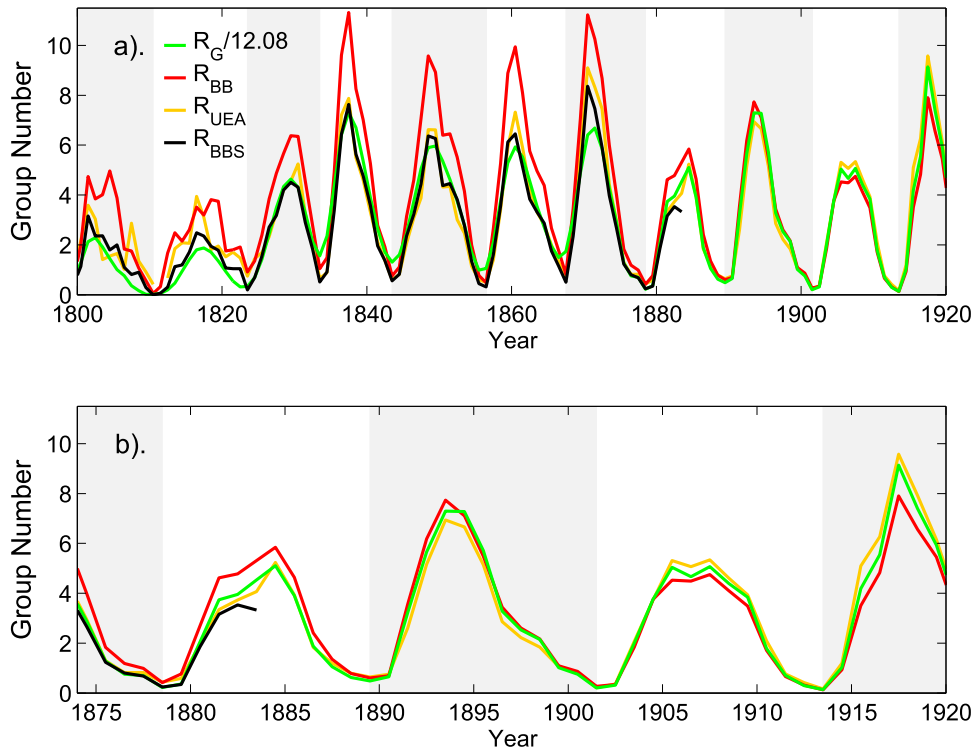 a).
R_G/12.08
R_BB
R_UEA
R_BBS
Group Number
10
8
6
4
2
0
1800 1820 1840 1860 1880 1900 1920
Year
b).
Group Number
10
8
6
4
2
0
1875 1880 1885 1890 1895 1900 1905 1910 1915 1920
Year